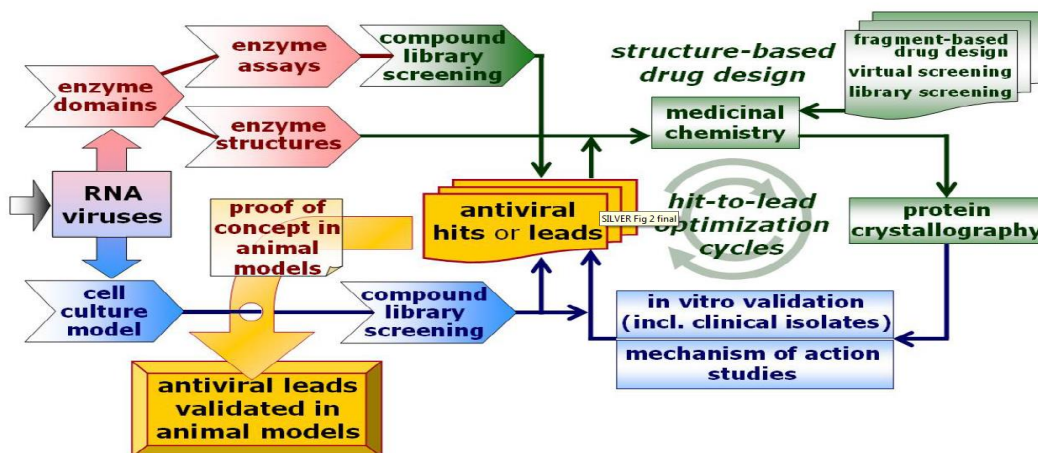 enzyme
domains
enzyme
assays
compound
library
screening
enzyme
structures
structure-based
drug design
fragment-based
drug design
virtual screening
library screening
medicinal
chemistry
RNA
viruses
proof of
concept in
animal
models
antiviral
hits or leads
SILVER Fig 2 final
hit-to-lead
optimization
cycles
protein
crystallography
cell
culture
model
compound
library
screening
in vitro validation
(incl. clinical isolates)
mechanism of action
studies
antiviral leads
validated in
animal models